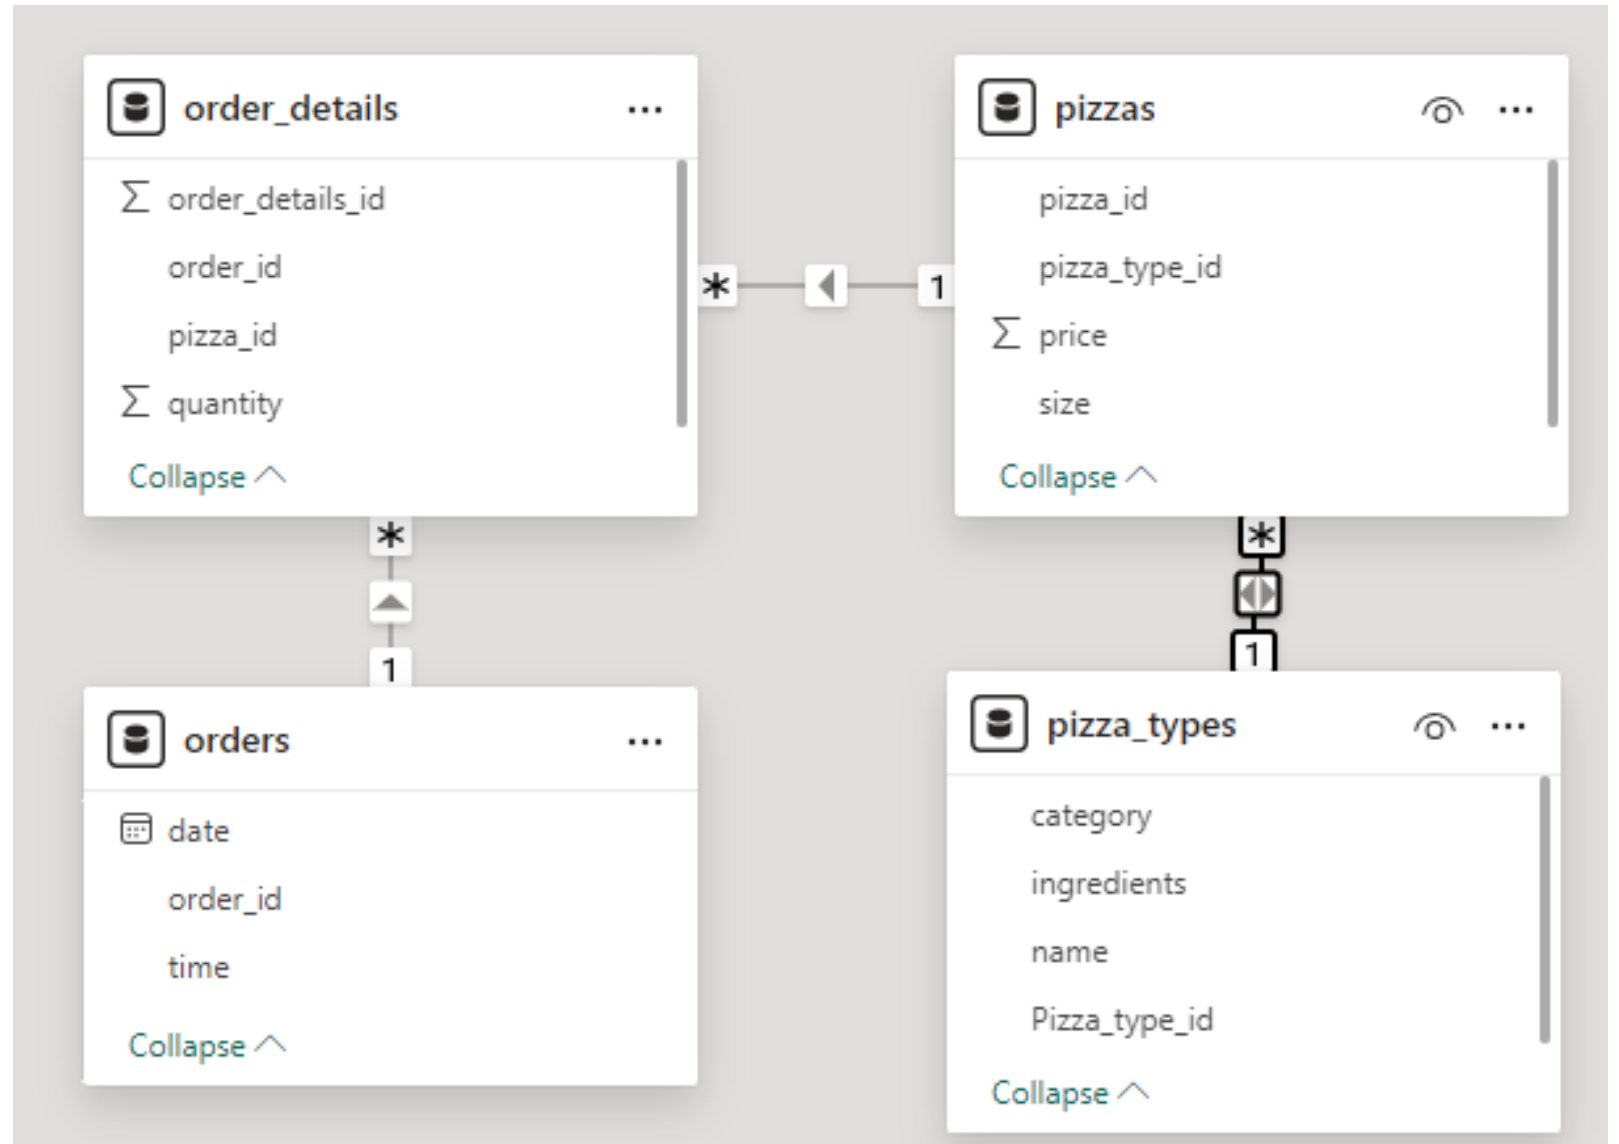 order_details
order_details_id
order_id
pizza_id
quantity
Collapse
pizzas
pizza_id
pizza_type_id
price
size
Collapse
* 1
*
1
*
1
orders
date
order_id
time
Collapse
pizza_types
category
ingredients
name
Pizza_type_id
Collapse